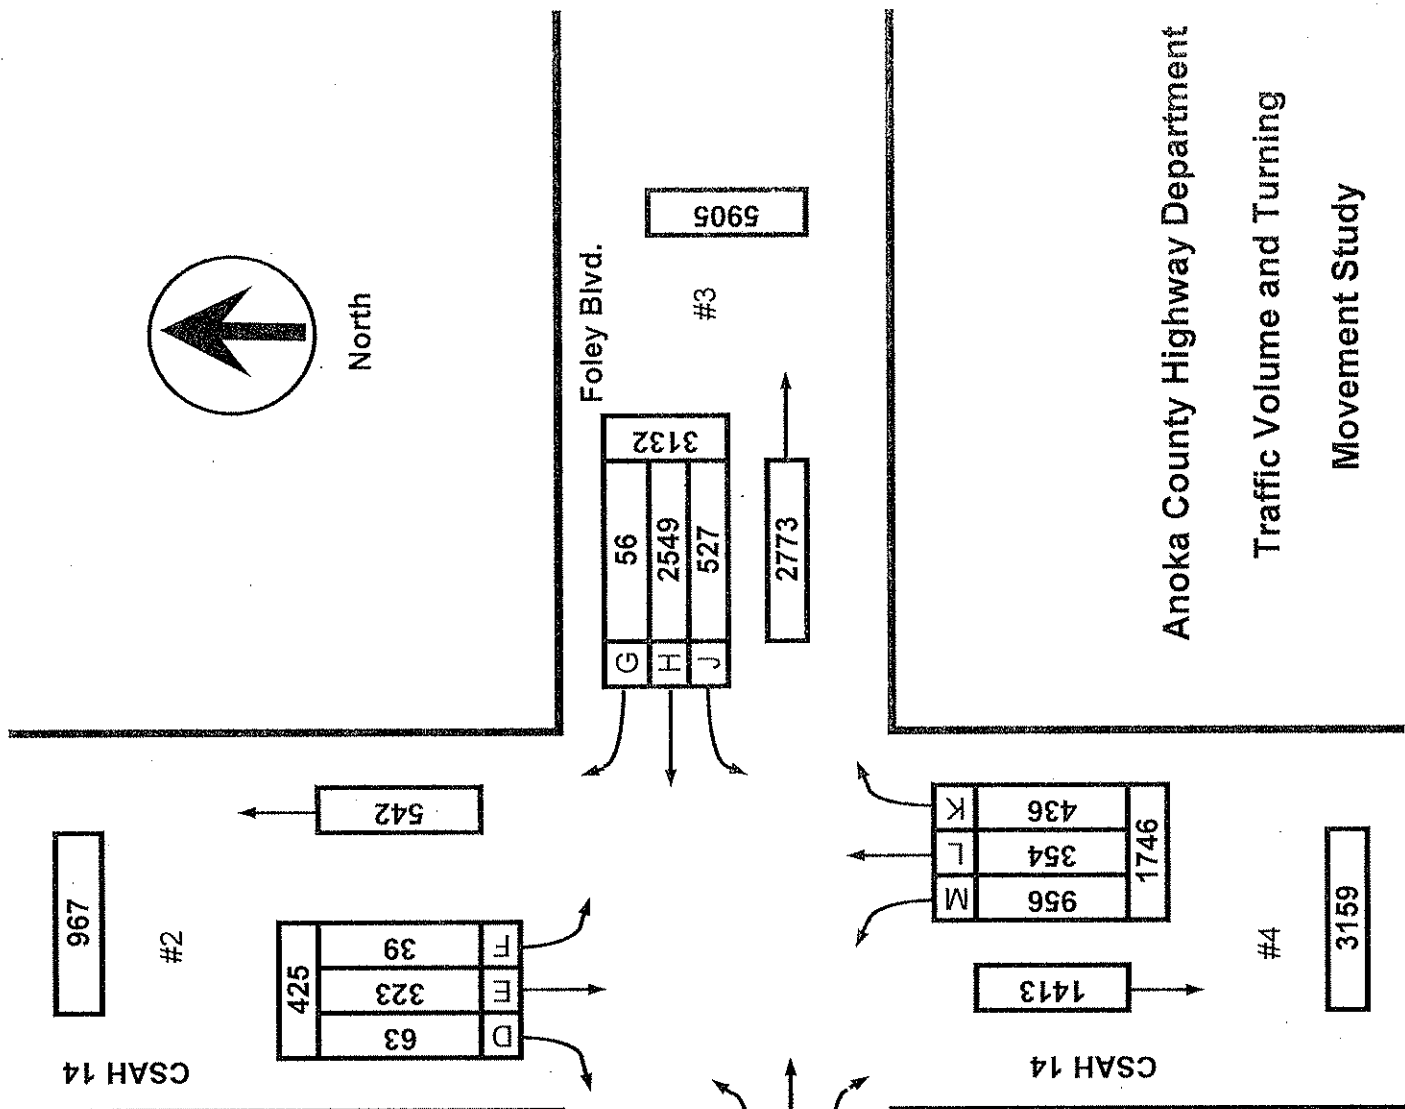 North
Foley Blvd.
#3
5905
G 56
H 2549
J 527
3132
2773
967
#2
CSAH 14
542
425
D 63
E 323
F 39
K 436
L 354
M 956
1746
1413
#4
3159
CSAH 14
Anoka County Highway Department
Traffic Volume and Turning
Movement Study